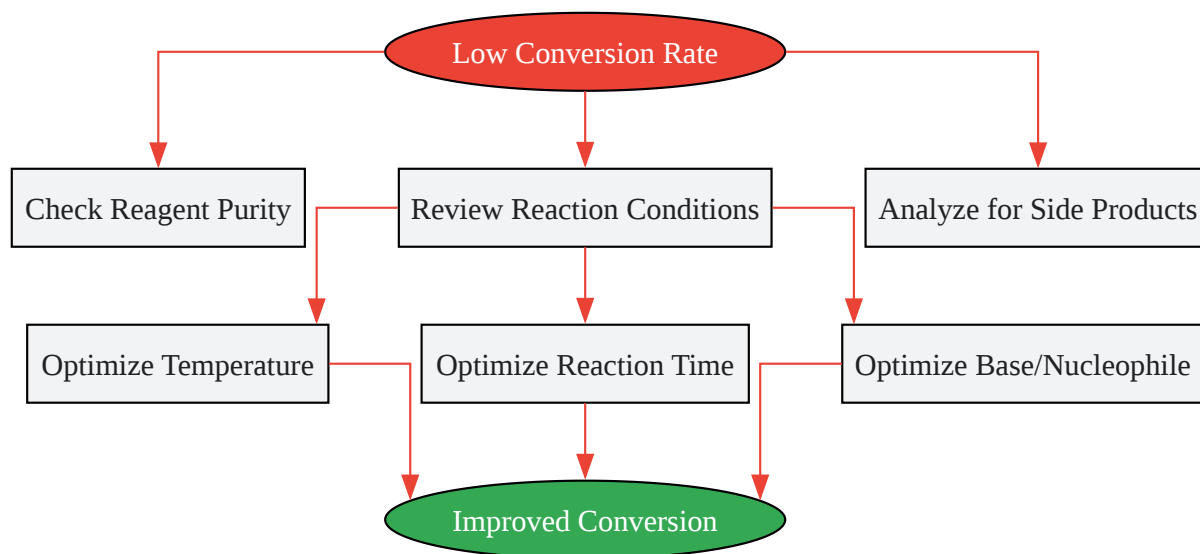 Low Conversion Rate
Check Reagent Purity
Review Reaction Conditions
Analyze for Side Products
Optimize Temperature
Optimize Reaction Time
Optimize Base/Nucleophile
Improved Conversion